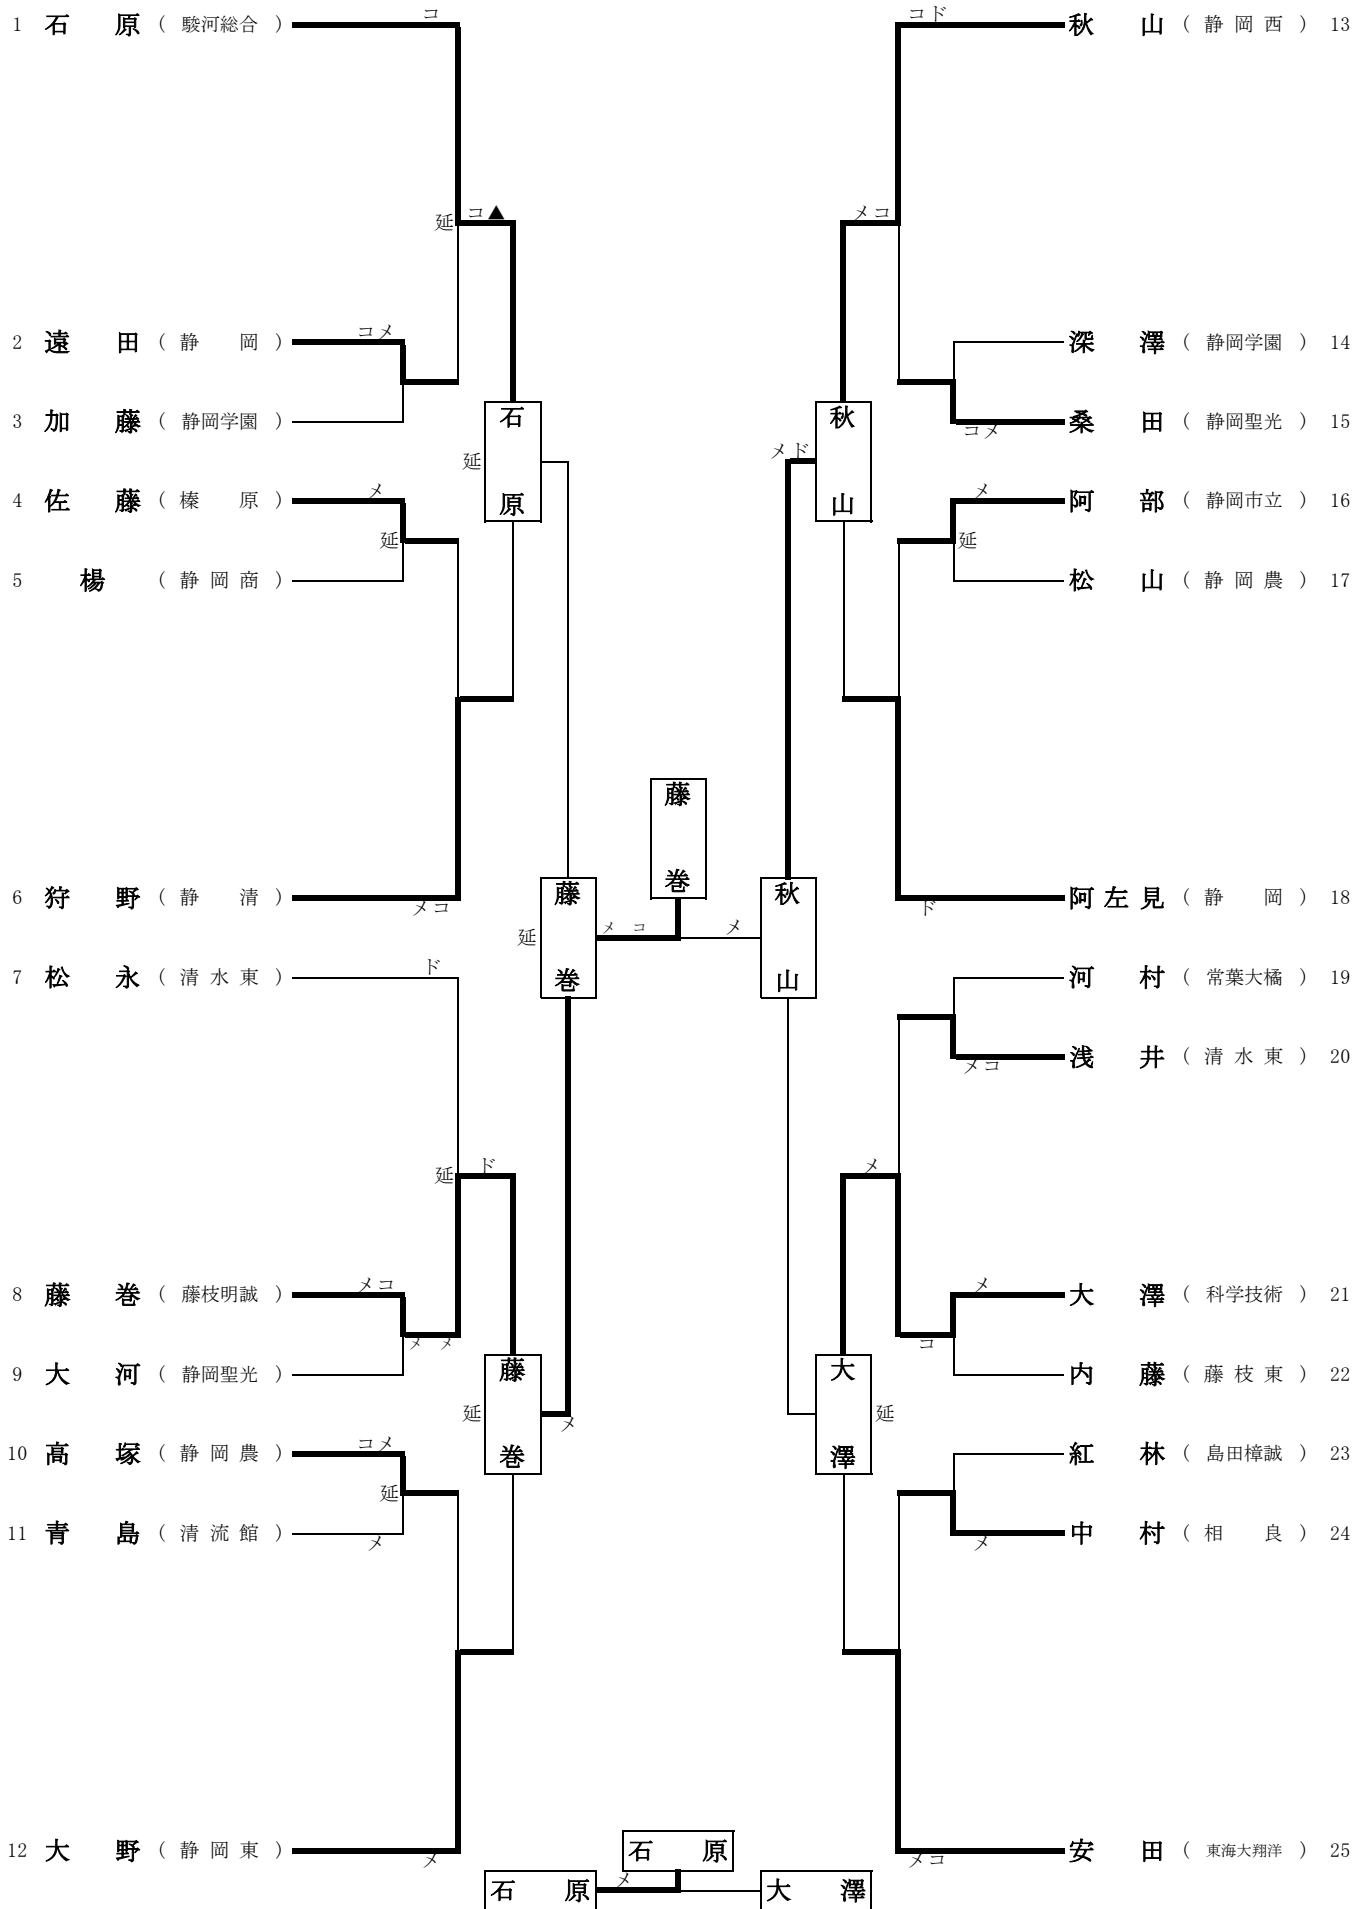 コ
コド
1 石原 （ 駿河総合 ）
秋山 （ 静岡西 ） 13
コ▲
メコ
延
コメ
2 遠田 （ 静岡 ）
深澤 （ 静岡学園 ） 14
石原
秋山
3 加藤 （ 静岡学園 ）
桑田 （ 静岡聖光 ） 15
コメ
延
メド
メ
メ
4 佐藤 （ 榛原 ）
阿部 （ 静岡市立 ） 16
延
延
5 楊 （ 静岡商 ）
松山 （ 静岡農 ） 17
藤巻
6 狩野 （ 静清 ）
阿左見 （ 静岡 ） 18
メコ
ド
藤巻
秋山
延
メコ
メ
ド
7 松永 （ 清水東 ）
河村 （ 常葉大橘 ） 19
浅井 （ 清水東 ） 20
メコ
延
ド
メ
メコ
メ
8 藤巻 （ 藤枝明誠 ）
大澤 （ 科学技術 ） 21
メメ
コ
9 大河 （ 静岡聖光 ）
内藤 （ 藤枝東 ） 22
藤巻
大澤
延
メ
延
コメ
10 高塚 （ 静岡農 ）
紅林 （ 島田樟誠 ） 23
延
11 青島 （ 清流館 ）
中村 （ 相良 ） 24
メ
メ
12 大野 （ 静岡東 ）
安田 （ 東海大翔洋 ） 25
メ
メコ
石原
メ
石原
大澤